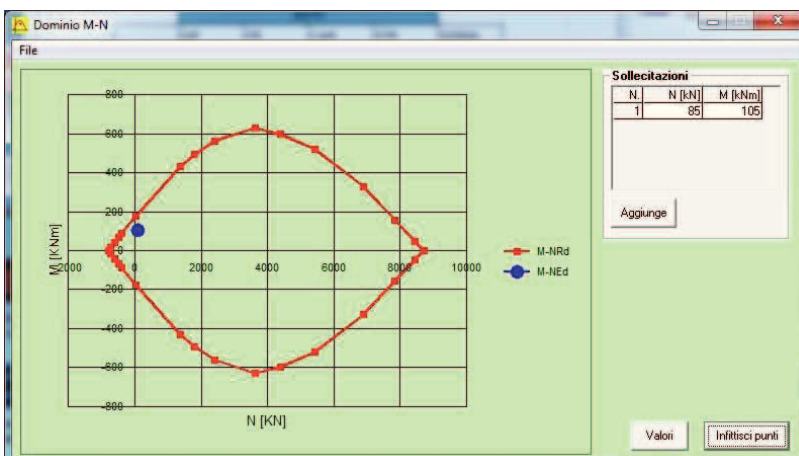 Dominio M-N
File
800
600
400
200
0
-200
-400
-600
-800
2000
0
2000
4000
6000
8000
10000
M [KNm]
N [KN]
M-NRd
M-NEd
Sollecitazioni
N. N [kN] M [kNm]
1 85 105
Aggiunge
Valori
Infittisci punti